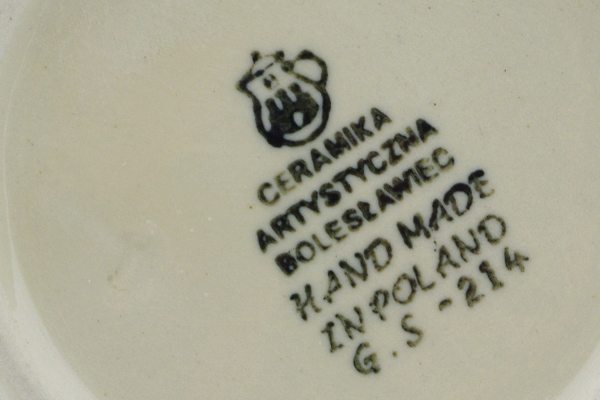 CERAMIKA
ARTYSTYCZNA
BOLESŁAWIEC
HAND MADE
IN POLAND
G.S-214